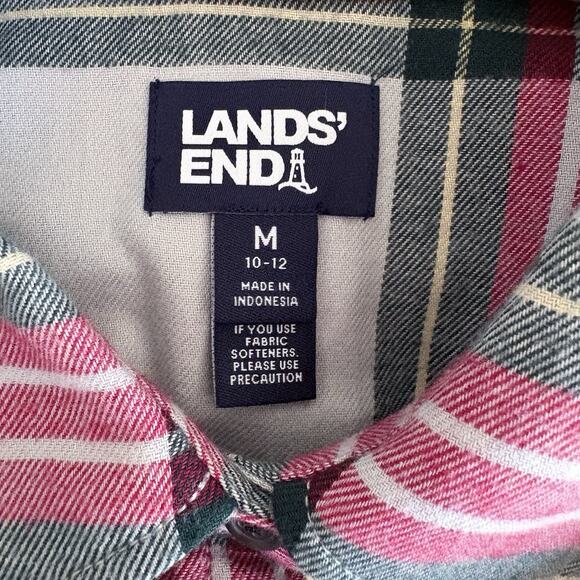 LANDS'
END
M
10-12
MADE IN
INDONESIA
IF YOU USE
FABRIC
SOFTENERS.
PLEASE USE
PRECAUTION